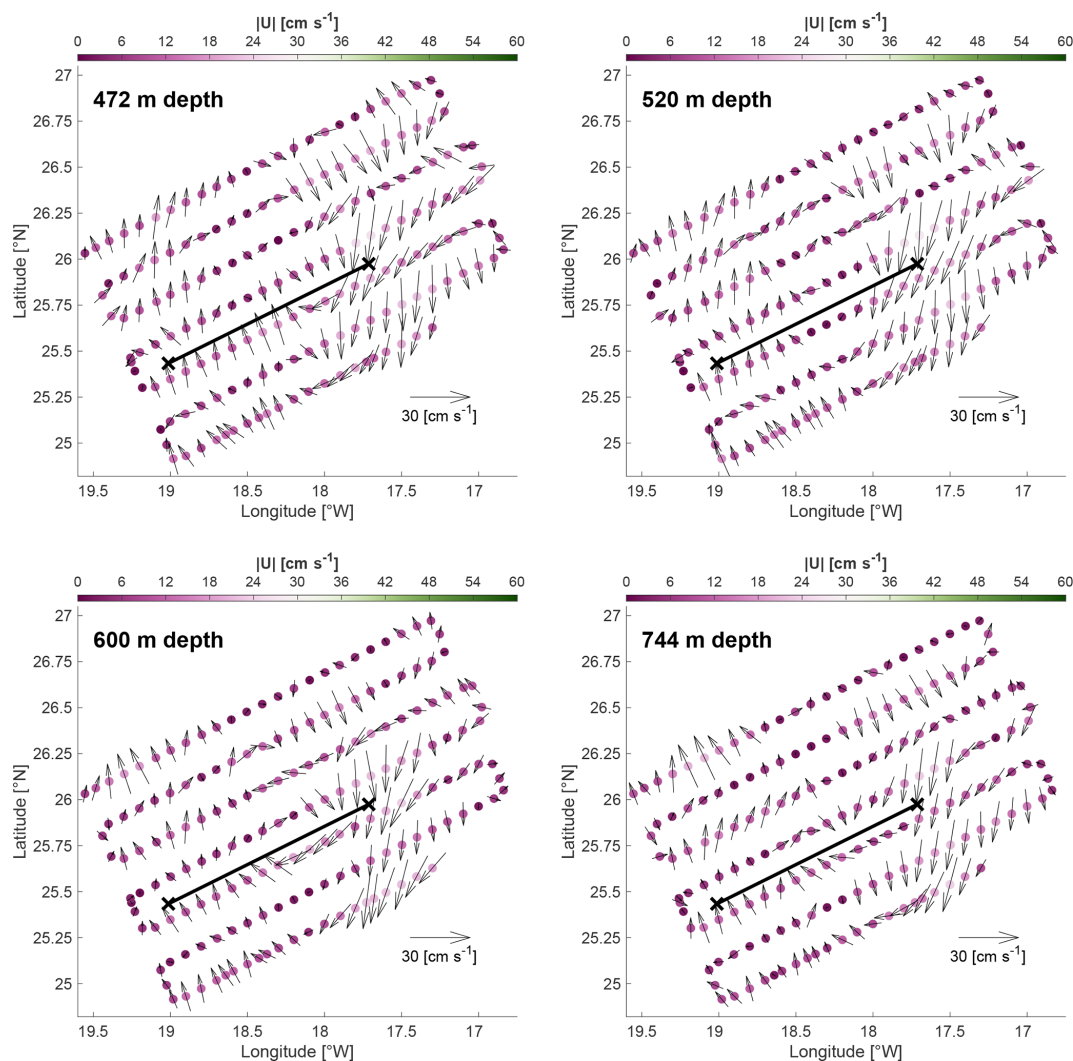 |U| [cm s-1]
0 6 12 18 24 30 36 42 48 54 60
472 m depth
27
26.75
26.5
26.25
26
25.75
25.5
25.25
25
Latitude [°N]
30 [cm s-1]
19.5 19 18.5 18 17.5 17
Longitude [°W]
|U| [cm s-1]
0 6 12 18 24 30 36 42 48 54 60
520 m depth
27
26.75
26.5
26.25
26
25.75
25.5
25.25
25
Latitude [°N]
30 [cm s-1]
19.5 19 18.5 18 17.5 17
Longitude [°W]
|U| [cm s-1]
0 6 12 18 24 30 36 42 48 54 60
600 m depth
27
26.75
26.5
26.25
26
25.75
25.5
25.25
25
Latitude [°N]
30 [cm s-1]
19.5 19 18.5 18 17.5 17
Longitude [°W]
|U| [cm s-1]
0 6 12 18 24 30 36 42 48 54 60
744 m depth
27
26.75
26.5
26.25
26
25.75
25.5
25.25
25
Latitude [°N]
30 [cm s-1]
19.5 19 18.5 18 17.5 17
Longitude [°W]